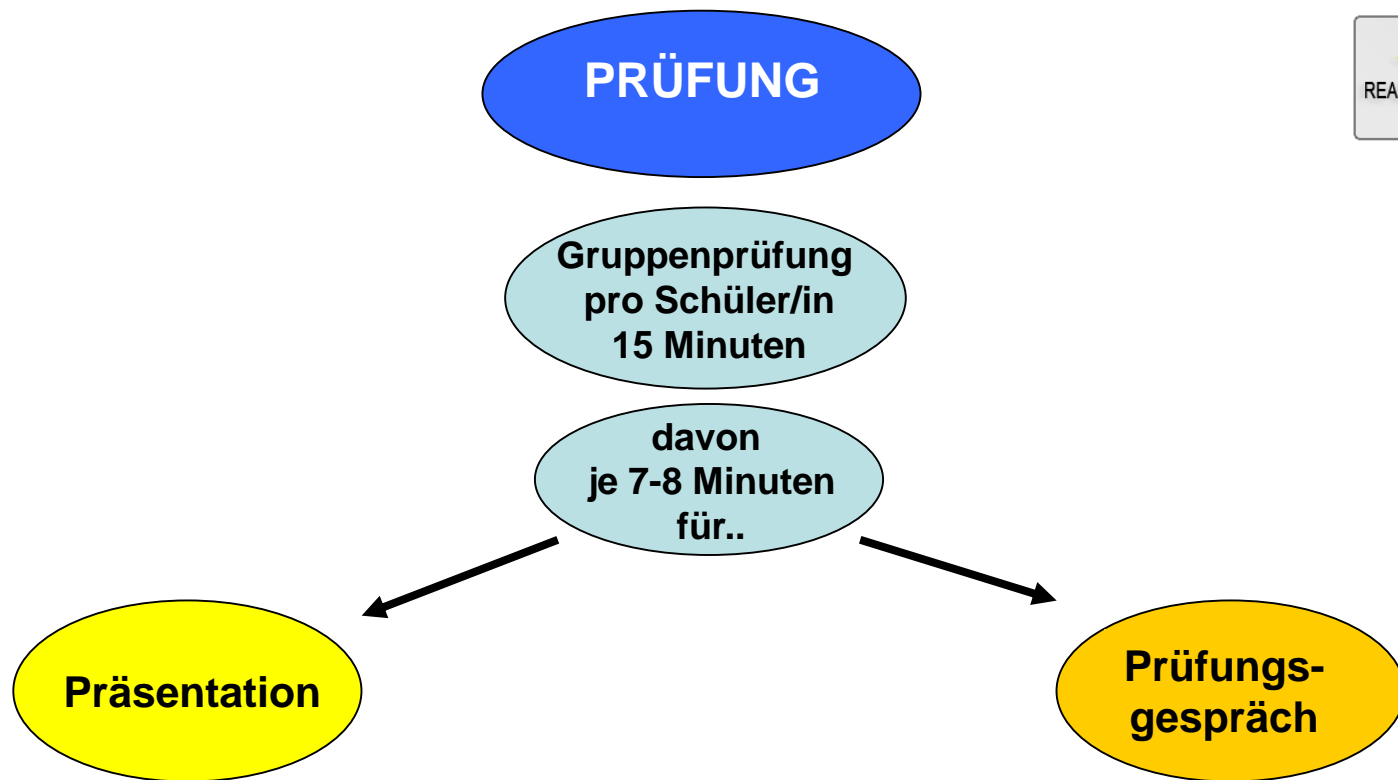 PRÜFUNG
REA
Gruppenprüfung
pro Schüler/in
15 Minuten
davon
je 7-8 Minuten
für..
Präsentation
Prüfungs-
gespräch